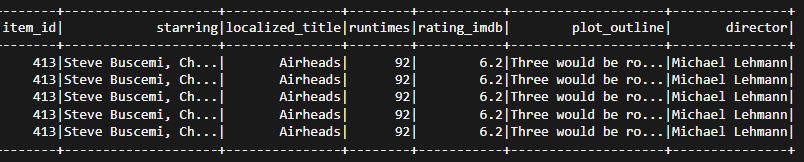 --------+------------------+---------------+--------+-----------+--------------------+---------------+
item_id|          starring|localized_title|runtimes|rating_imdb|        plot_outline|       director|
--------+------------------+---------------+--------+-----------+--------------------+---------------+
413|Steve Buscemi, Ch...|      Airheads|      92|        6.2|Three would be ro...|Michael Lehmann|
413|Steve Buscemi, Ch...|      Airheads|      92|        6.2|Three would be ro...|Michael Lehmann|
413|Steve Buscemi, Ch...|      Airheads|      92|        6.2|Three would be ro...|Michael Lehmann|
413|Steve Buscemi, Ch...|      Airheads|      92|        6.2|Three would be ro...|Michael Lehmann|
413|Steve Buscemi, Ch...|      Airheads|      92|        6.2|Three would be ro...|Michael Lehmann|
--------+------------------+---------------+--------+-----------+--------------------+---------------+